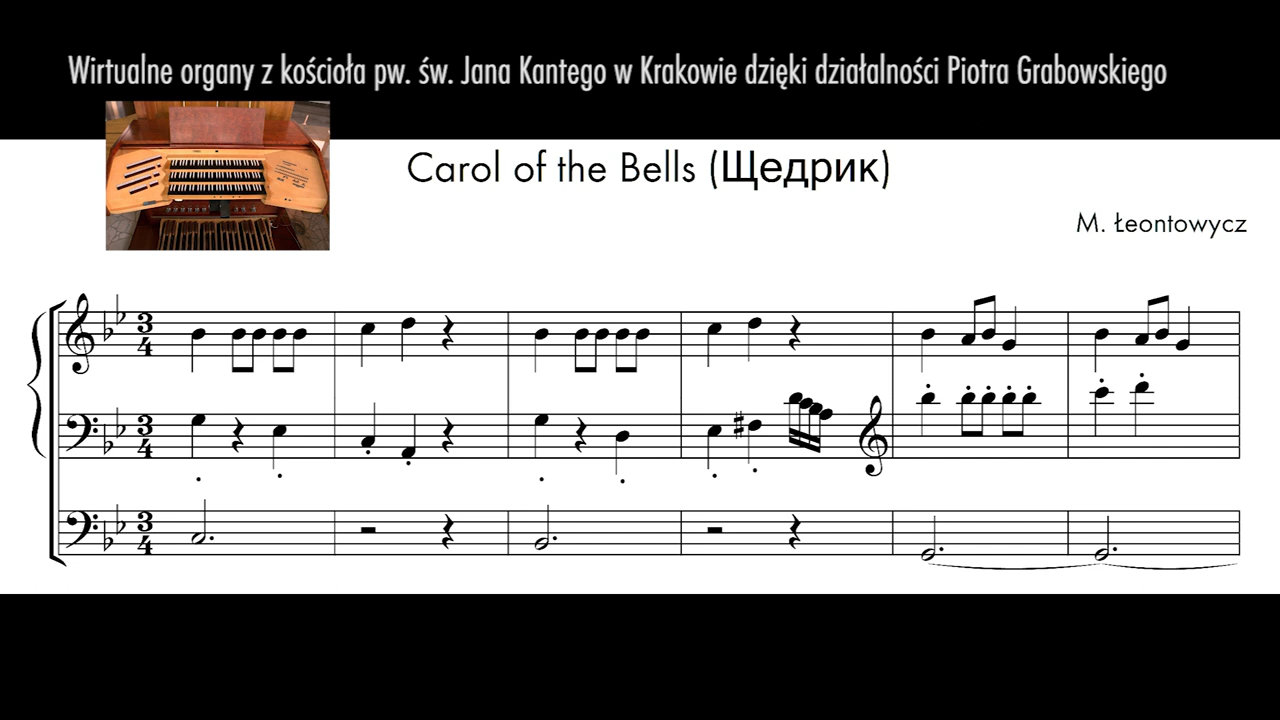 Wirtualne organy z kościoła pw. św. Jana Kantego w Krakowie dzięki działalności Piotra Grabowskiego
Carol of the Bells (Щедрик)
M. Łeontowycz